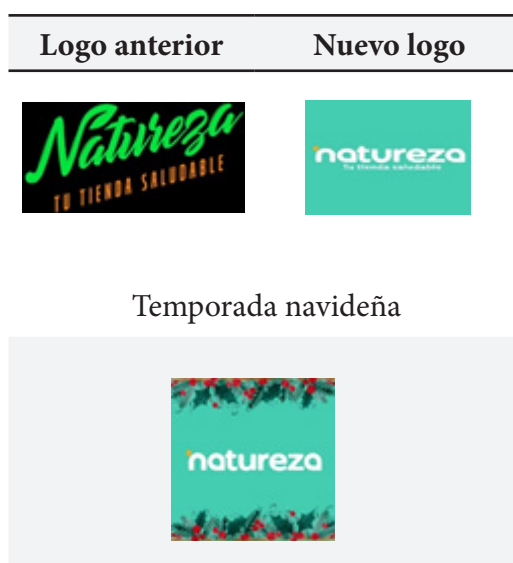 Logo anterior Nuevo logo
Natureza
TU TIENDA SALUDABLE
natureza
Tu tienda saludable
Temporada navideña
natureza